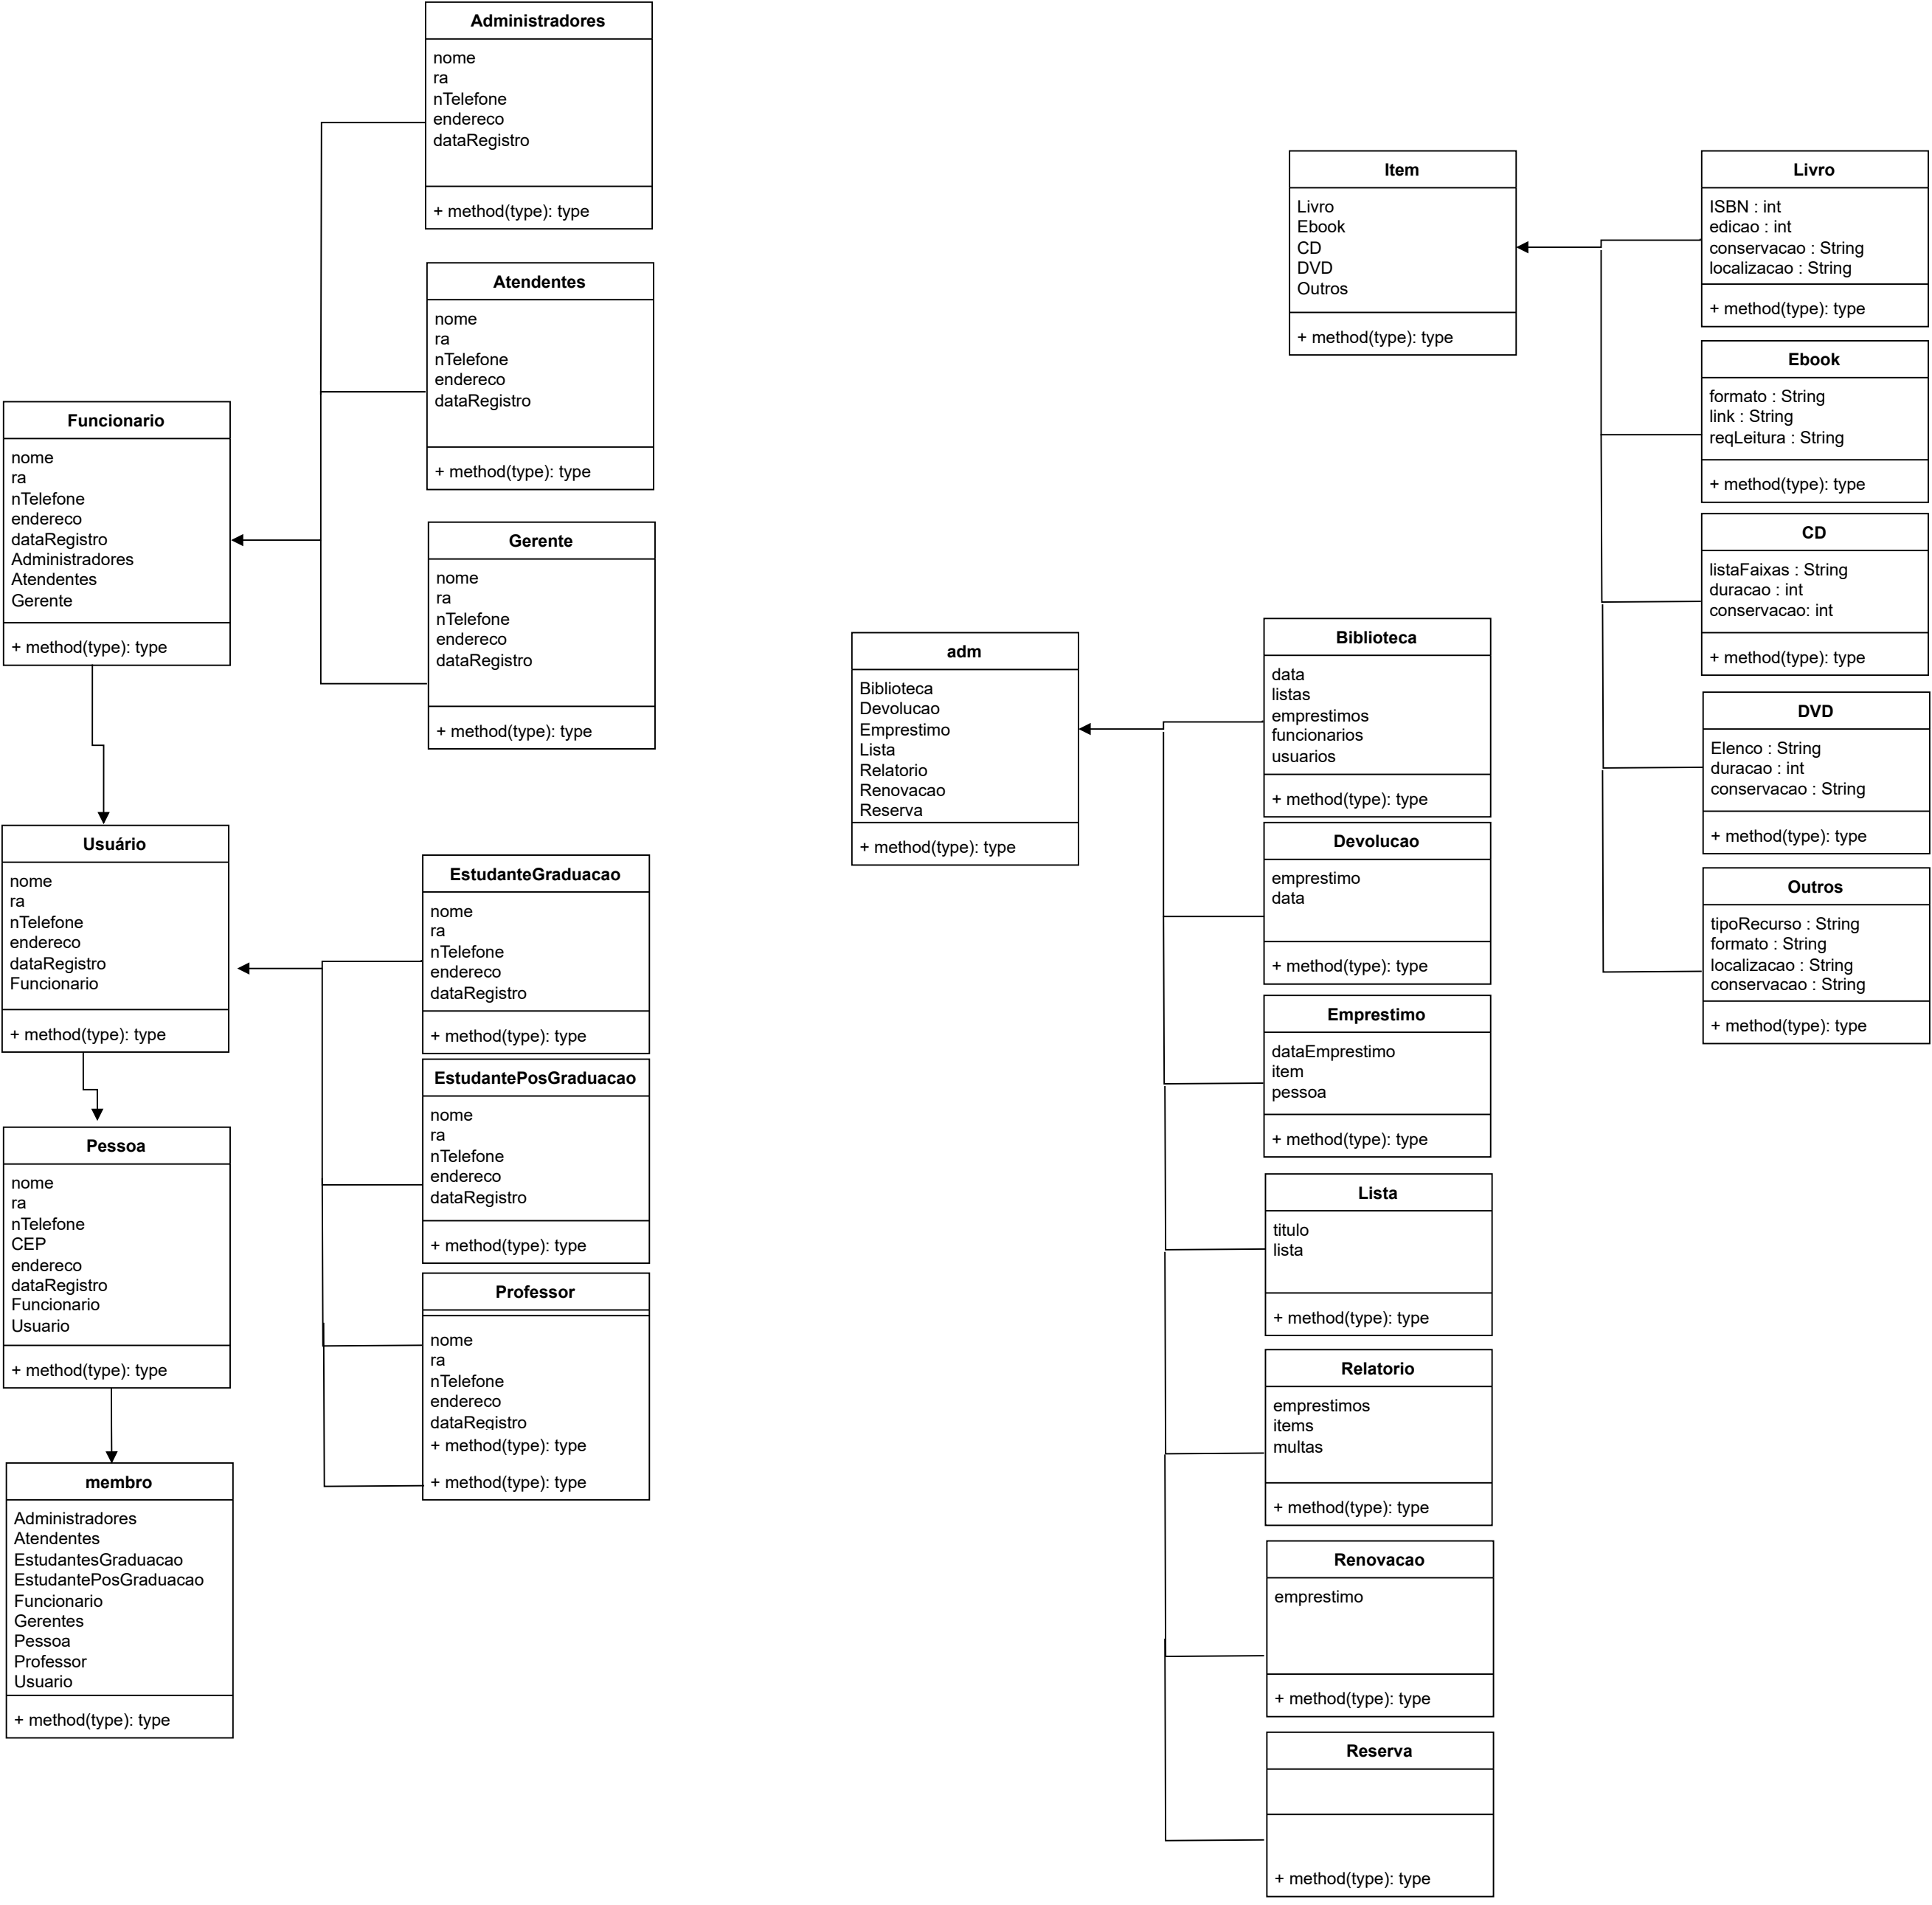 Administradores
nome
ra
nTelefone
endereco
dataRegistro
+ method(type): type
Atendentes
nome
ra
nTelefone
endereco
dataRegistro
+ method(type): type
Gerente
nome
ra
nTelefone
endereco
dataRegistro
+ method(type): type
Funcionario
nome
ra
nTelefone
endereco
dataRegistro
Administradores
Atendentes
Gerente
+ method(type): type
Usuário
nome
ra
nTelefone
endereco
dataRegistro
Funcionario
+ method(type): type
Pessoa
nome
ra
nTelefone
CEP
endereco
dataRegistro
Funcionario
Usuario
+ method(type): type
membro
Administradores
Atendentes
EstudantesGraduacao
EstudantePosGraduacao
Funcionario
Gerentes
Pessoa
Professor
Usuario
+ method(type): type
EstudanteGraduacao
nome
ra
nTelefone
endereco
dataRegistro
+ method(type): type
EstudantePosGraduacao
nome
ra
nTelefone
endereco
dataRegistro
+ method(type): type
Professor
nome
ra
nTelefone
endereco
dataRegistro
+ method(type): type
+ method(type): type
adm
Biblioteca
Devolucao
Emprestimo
Lista
Relatorio
Renovacao
Reserva
+ method(type): type
Biblioteca
data
listas
emprestimos
funcionarios
usuarios
+ method(type): type
Devolucao
emprestimo
data
+ method(type): type
Emprestimo
dataEmprestimo
item
pessoa
+ method(type): type
Lista
titulo
lista
+ method(type): type
Relatorio
emprestimos
items
multas
+ method(type): type
Renovacao
emprestimo
+ method(type): type
Reserva
+ method(type): type
Item
Livro
Ebook
CD
DVD
Outros
+ method(type): type
Livro
ISBN : int
edicao : int
conservacao : String
localizacao : String
+ method(type): type
Ebook
formato : String
link : String
reqLeitura : String
+ method(type): type
CD
listaFaixas : String
duracao : int
conservacao: int
+ method(type): type
DVD
Elenco : String
duracao : int
conservacao : String
+ method(type): type
Outros
tipoRecurso : String
formato : String
localizacao : String
conservacao : String
+ method(type): type